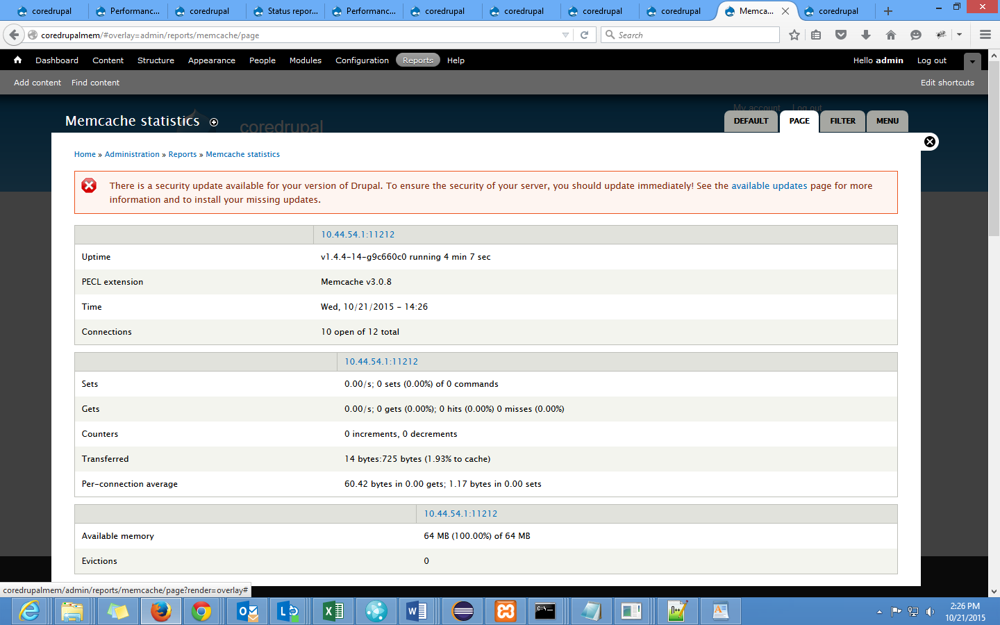 coredrupal
Performanc...
coredrupal
Status repor...
Performanc...
coredrupal
coredrupal
coredrupal
coredrupal
Memca...
coredrupal
coredrupalmem/#overlay=admin/reports/memcache/page
Search
Dashboard Content Structure Appearance People Modules Configuration Reports Help
Hello admin Log out
Add content Find content
Edit shortcuts
My account Log out
Memcache statistics
coredrupal
DEFAULT PAGE FILTER MENU
Home » Administration » Reports » Memcache statistics
There is a security update available for your version of Drupal. To ensure the security of your server, you should update immediately! See the available updates page for more
information and to install your missing updates.
10.44.54.1:11212
Uptime v1.4.4-14-g9c660c0 running 4 min 7 sec
PECL extension Memcache v3.0.8
Time Wed, 10/21/2015 - 14:26
Connections 10 open of 12 total
10.44.54.1:11212
Sets 0.00/s; 0 sets (0.00%) of 0 commands
Gets 0.00/s; 0 gets (0.00%); 0 hits (0.00%) 0 misses (0.00%)
Counters 0 increments, 0 decrements
Transferred 14 bytes:725 bytes (1.93% to cache)
Per-connection average 60.42 bytes in 0.00 gets; 1.17 bytes in 0.00 sets
10.44.54.1:11212
Available memory 64 MB (100.00%) of 64 MB
Evictions 0
coredrupalmem/admin/reports/memcache/page?render=overlay#
2:26 PM
10/21/2015